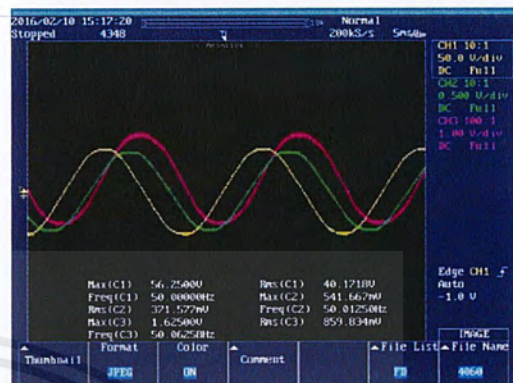 2016/02/10 15:17:20
Normal
Stopped 4348 200kS/s 5ms/div
CH1 10:1
50.0 V/div
DC Full
CH2 10:1
0.500 V/div
DC Full
CH3 100:1
1.00 V/div
DC Full
Max(C1) 56.2500V Rms(C1) 40.1718V
Freq(C1) 50.00000Hz Max(C2) 541.667mV
Rms(C2) 371.577mV Freq(C2) 50.01250Hz
Max(C3) 1.62500V Rms(C3) 859.834mV
Freq(C3) 50.06258Hz
Edge CH1
Auto
-1.0 V
IMAGE
Thumbnail
Format
JPEG
Color
ON
Comment
File List
FD
File Name
4060